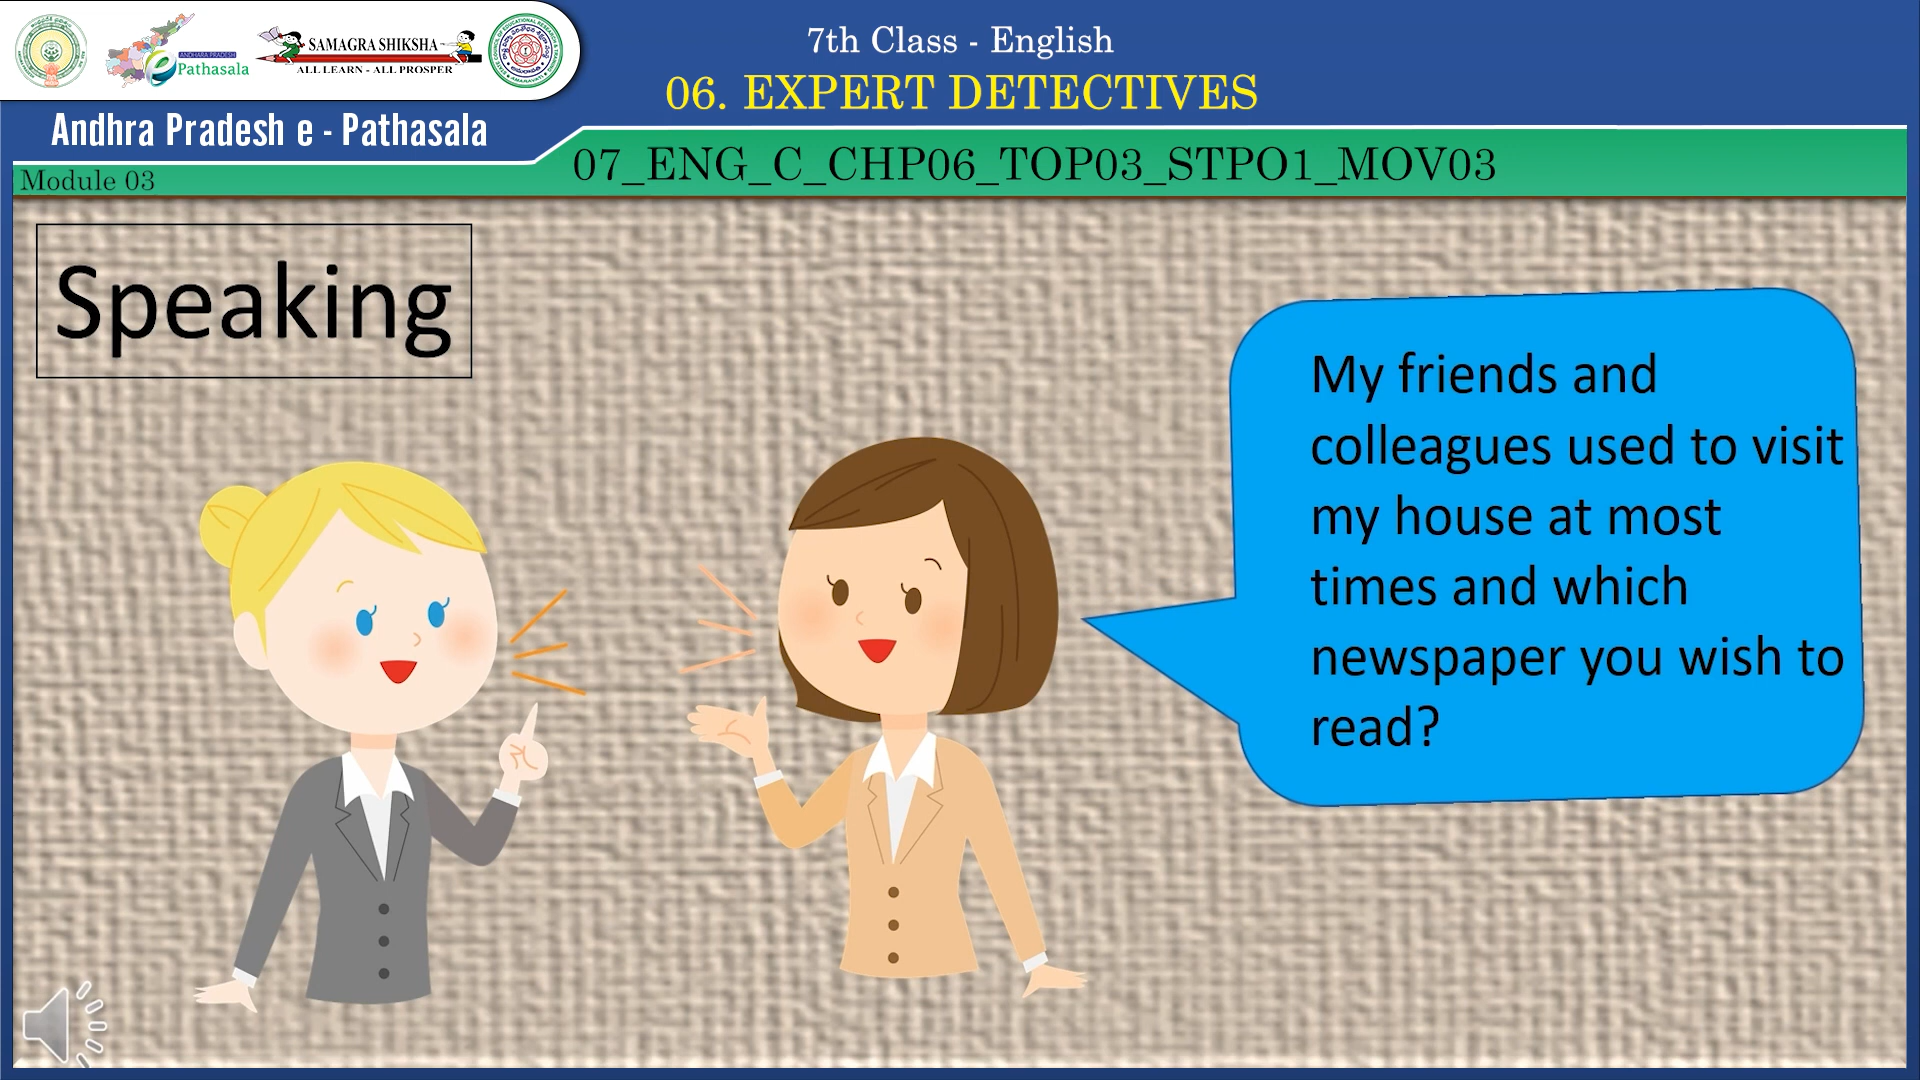 7th Class - English
06. EXPERT DETECTIVES
ANDHRA PRADESH
e Pathasala
SAMAGRA SHIKSHA
ALL LEARN - ALL PROSPER
Andhra Pradesh e - Pathasala
Module 03
07_ENG_C_CHP06_TOP03_STPO1_MOV03
Speaking
My friends and
colleagues used to visit
my house at most
times and which
newspaper you wish to
read?